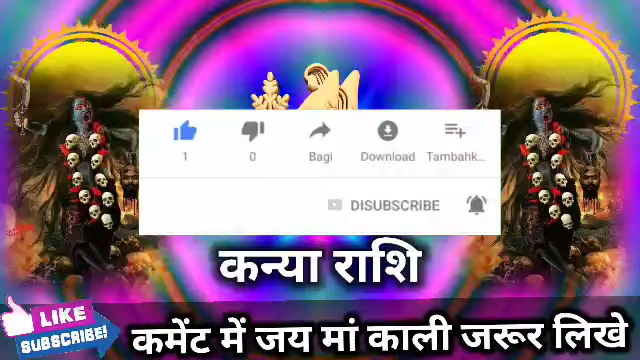 1
0
Bagi
Download
Tambahk...
DISUBSCRIBE
कन्या राशि
LIKE
SUBSCRIBE!
कमेंट में जय मां काली जरूर लिखे